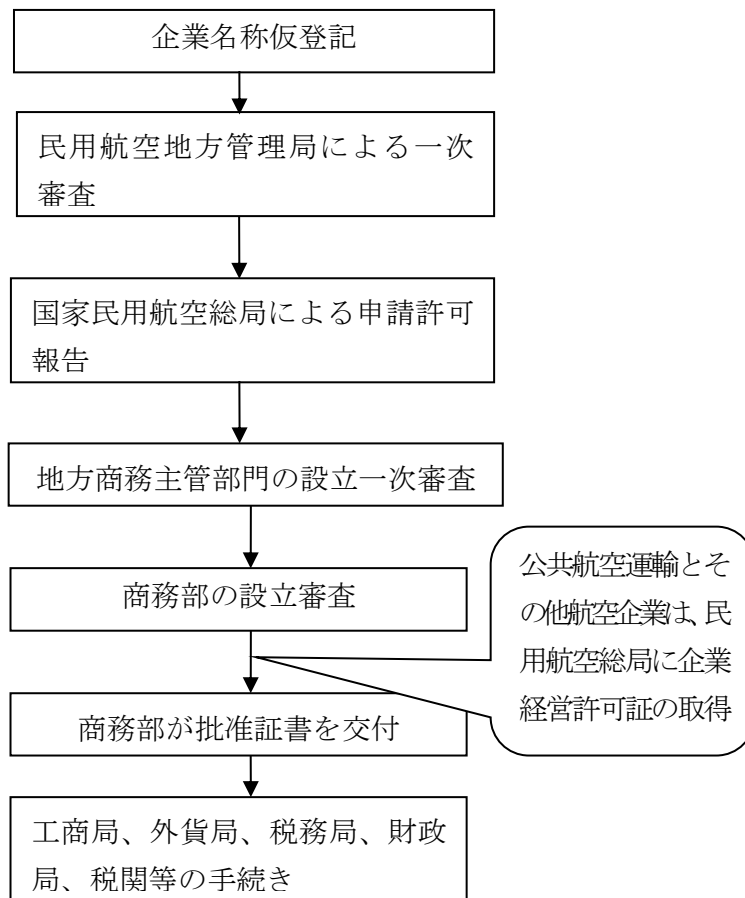 企業名称仮登記
民用航空地方管理局による一次
審査
国家民用航空総局による申請許可
報告
地方商務主管部門の設立一次審査
商務部の設立審査
公共航空運輸とそ
の他航空企業は、民
用航空総局に企業
経営許可証の取得
商務部が批准証書を交付
工商局、外貨局、税務局、財政
局、税関等の手続き